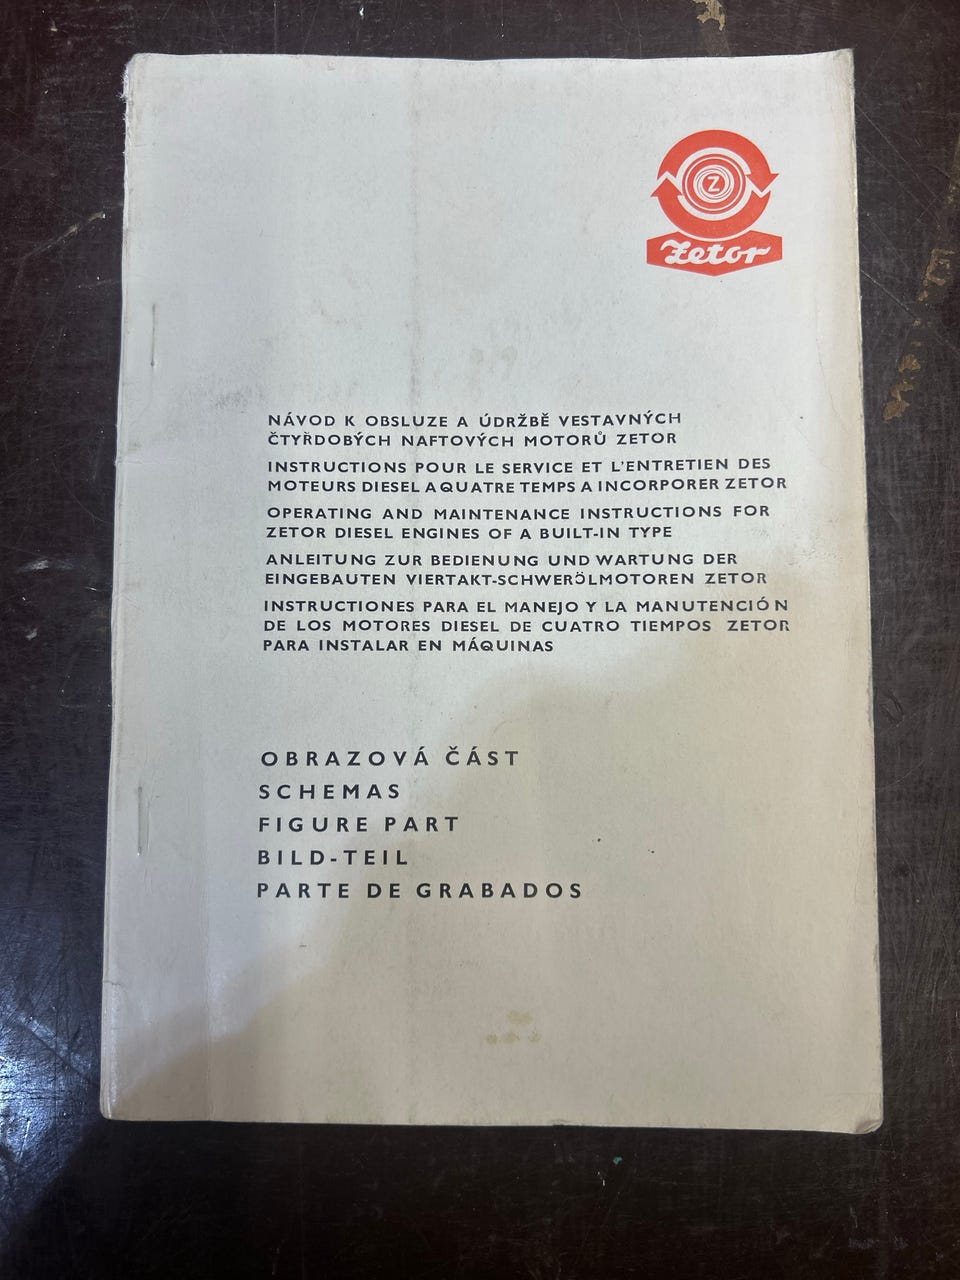 Z
Zetor
NÁVOD K OBSLUZE A ÚDRŽBĚ VESTAVNÝCH
ČTYŘDOBÝCH NAFTOVÝCH MOTORŮ ZETOR
INSTRUCTIONS POUR LE SERVICE ET L'ENTRETIEN DES
MOTEURS DIESEL A QUATRE TEMPS A INCORPORER ZETOR
OPERATING AND MAINTENANCE INSTRUCTIONS FOR
ZETOR DIESEL ENGINES OF A BUILT-IN TYPE
ANLEITUNG ZUR BEDIENUNG UND WARTUNG DER
EINGEBAUTEN VIERTAKT-SCHWERÖLMOTOREN ZETOR
INSTRUCTIONES PARA EL MANEJO Y LA MANUTENCIÓN
DE LOS MOTORES DIESEL DE CUATRO TIEMPOS ZETOR
PARA INSTALAR EN MÁQUINAS
OBRAZOVÁ ČÁST
SCHEMAS
FIGURE PART
BILD-TEIL
PARTE DE GRABADOS